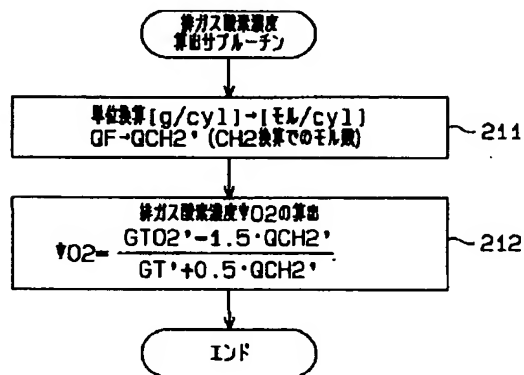 排ガス酸素濃度
算出サブルーチン
単位換算[g/cyl]→[モル/cyl]
QF→QCH2' (CH2換算でのモル数)
211
排ガス酸素濃度ΨO2の算出
ΨO2=
GTO2'-1.5・QCH2'
GT'+0.5・QCH2'
212
エンド